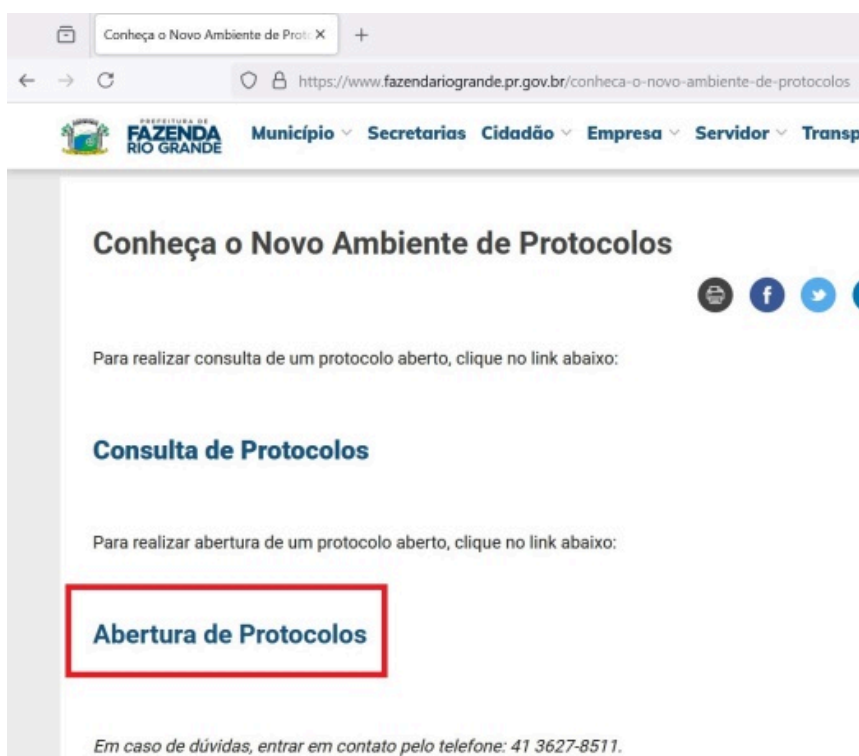 Conheça o Novo Ambiente de Prot
https://www.fazendariogrande.pr.gov.br/conheca-o-novo-ambiente-de-protocolos
PREFEITURA DE
FAZENDA
RIO GRANDE
Município Secretarias Cidadão Empresa Servidor Transp
Conheça o Novo Ambiente de Protocolos
Para realizar consulta de um protocolo aberto, clique no link abaixo:
Consulta de Protocolos
Para realizar abertura de um protocolo aberto, clique no link abaixo:
Abertura de Protocolos
Em caso de dúvidas, entrar em contato pelo telefone: 41 3627-8511.